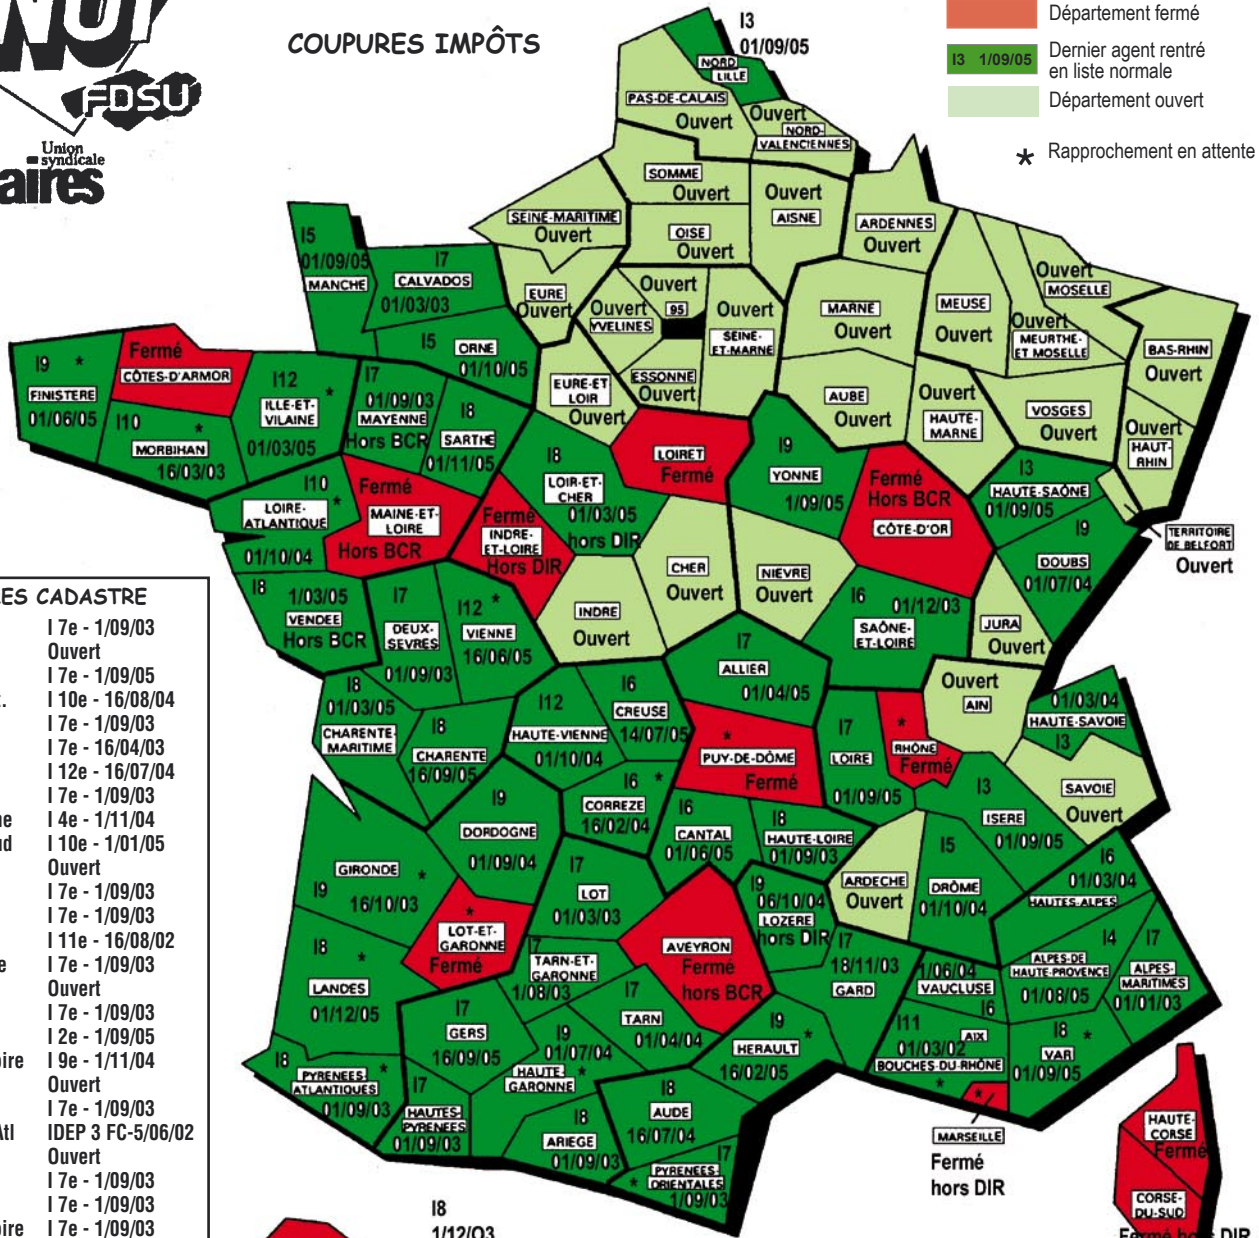 NUI
FDSU
Union
syndicale
aires
COUPURES IMPÔTS
Département fermé
I3 1/09/05
Dernier agent rentré
en liste normale
Département ouvert
* Rapprochement en attente
I3
01/09/05
NORD
LILLE
PAS-DE-CALAIS
Ouvert
Ouvert
NORD-
VALENCIENNES
SOMME
Ouvert
Ouvert
AISNE
SEINE-MARITIME
Ouvert
OISE
Ouvert
ARDENNES
Ouvert
I5
01/09/05
MANCHE
I7
CALVADOS
01/03/03
EURE
Ouvert
Ouvert
YVELINES
Ouvert
95
Ouvert
SEINE-
ET-MARNE
MARNE
Ouvert
MEUSE
Ouvert
Ouvert
MOSELLE
Ouvert
MEURTHE-
ET MOSELLE
BAS-RHIN
Ouvert
I5
ORNE
01/10/05
EURE-ET
LOIR
Ouvert
ESSONNE
Ouvert
AUBE
Ouvert
Ouvert
HAUTE-
MARNE
VOSGES
Ouvert
Ouvert
HAUT-
RHIN
I9 *
FINISTERE
01/06/05
Fermé
CÔTES-D'ARMOR
I12
*
ILLE-ET-
VILAINE
01/03/05
I7
01/09/03
MAYENNE
Hors BCR
I8
SARTHE
01/11/05
I10
*
MORBIHAN
16/03/03
I8
LOIR-ET-
CHER
01/03/05
hors DIR
LOIRET
Fermé
I9
YONNE
1/09/05
Fermé
Hors BCR
CÔTE-D'OR
I3
HAUTE-SAÔNE
01/09/05
TERRITOIRE
DE BELFORT
Ouvert
I10
*
LOIRE-
ATLANTIQUE
01/10/04
Fermé
MAINE-ET-
LOIRE
Hors BCR
Fermé
INDRE-
ET-LOIRE
Hors DIR
CHER
Ouvert
NIEVRE
Ouvert
I9
DOUBS
01/07/04
I8
1/03/05
VENDEE
Hors BCR
I7
DEUX-
SEVRES
01/09/03
I12 *
VIENNE
16/06/05
INDRE
Ouvert
I6
01/12/03
SAÔNE-
ET-LOIRE
JURA
Ouvert
I7
ALLIER
01/04/05
Ouvert
AIN
01/03/04
HAUTE-SAVOIE
I3
I8
01/03/05
CHARENTE-
MARITIME
I8
CHARENTE
16/09/05
I12
HAUTE-VIENNE
01/10/04
I6
CREUSE
14/07/05
*
PUY-DE-DÔME
Fermé
I7
LOIRE
01/09/05
*
RHÔNE
Fermé
SAVOIE
Ouvert
I3
ISERE
01/09/05
I6 *
CORREZE
16/02/04
I9
DORDOGNE
01/09/04
I6
CANTAL
01/06/05
I8
HAUTE-LOIRE
01/09/03
ARDECHE
Ouvert
I5
DRÔME
01/10/04
I6
01/03/04
HAUTES-ALPES
GIRONDE
*
I9
16/10/03
I7
LOT
01/03/03
I9
06/10/04
LOZERE
hors DIR
*
LOT-ET-
GARONNE
Fermé
AVEYRON
Fermé
hors BCR
I8
*
LANDES
01/12/05
I7
TARN-ET-
GARONNE
1/08/03
I7
18/11/03
GARD
1/06/04
VAUCLUSE
I6
I4
ALPES-DE
HAUTE-PROVENCE
01/08/05
I7
ALPES-
MARITIMES
01/01/03
I7
GERS
16/09/05
I7
TARN
01/04/04
I9
*
HERAULT
16/02/05
I11
AIX
01/03/02
BOUCHES-DU-RHÔNE
*
I8
*
VAR
01/09/05
I9
01/07/04
HAUTE-
GARONNE
*
I8
*
PYRENEES
ATLANTIQUES
01/09/03
I7
HAUTES-
PYRENEES
01/09/03
I8
ARIEGE
01/09/03
I8
AUDE
16/07/04
I7
PYRENEES-
ORIENTALES
*
1/09/03
*
MARSEILLE
Fermé
hors DIR
HAUTE-
CORSE
Fermé
CORSE-
DU-SUD
Fermé hors DIR
I8
1/12/O3
ES CADASTRE
I 7e - 1/09/03
Ouvert
I 7e - 1/09/05
I 10e - 16/08/04
I 7e - 1/09/03
I 7e - 16/04/03
I 12e - 16/07/04
I 7e - 1/09/03
ne I 4e - 1/11/04
ud I 10e - 1/01/05
Ouvert
I 7e - 1/09/03
I 7e - 1/09/03
I 11e - 16/08/02
e I 7e - 1/09/03
Ouvert
I 7e - 1/09/03
I 2e - 1/09/05
oire I 9e - 1/11/04
Ouvert
I 7e - 1/09/03
Atl IDEP 3 FC-5/06/02
Ouvert
I 7e - 1/09/03
I 7e - 1/09/03
oire I 7e - 1/09/03